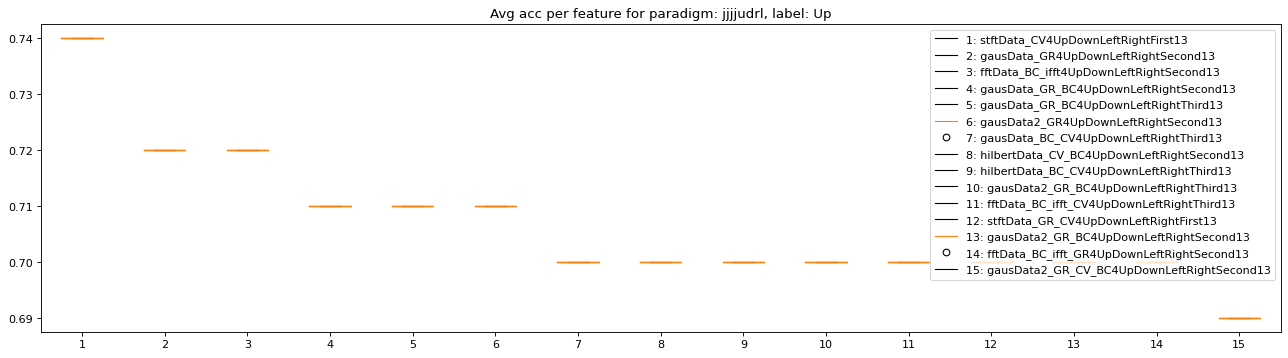 Avg acc per feature for paradigm: jjjjudrl, label: Up
0.74
0.73
0.72
0.71
0.70
0.69
1: stftData_CV4UpDownLeftRightFirst13
2: gausData_GR4UpDownLeftRightSecond13
3: fftData_BC_ifft4UpDownLeftRightSecond13
4: gausData_GR_BC4UpDownLeftRightSecond13
5: gausData_GR_BC4UpDownLeftRightThird13
6: gausData2_GR4UpDownLeftRightSecond13
7: gausData_BC_CV4UpDownLeftRightThird13
8: hilbertData_CV_BC4UpDownLeftRightSecond13
9: hilbertData_BC_CV4UpDownLeftRightThird13
10: gausData2_GR_BC4UpDownLeftRightThird13
11: fftData_BC_ifft_CV4UpDownLeftRightThird13
12: stftData_GR_CV4UpDownLeftRightFirst13
13: gausData2_GR_BC4UpDownLeftRightSecond13
14: fftData_BC_ifft_GR4UpDownLeftRightSecond13
15: gausData2_GR_CV_BC4UpDownLeftRightSecond13
1 2 3 4 5 6 7 8 9 10 11 12 13 14 15